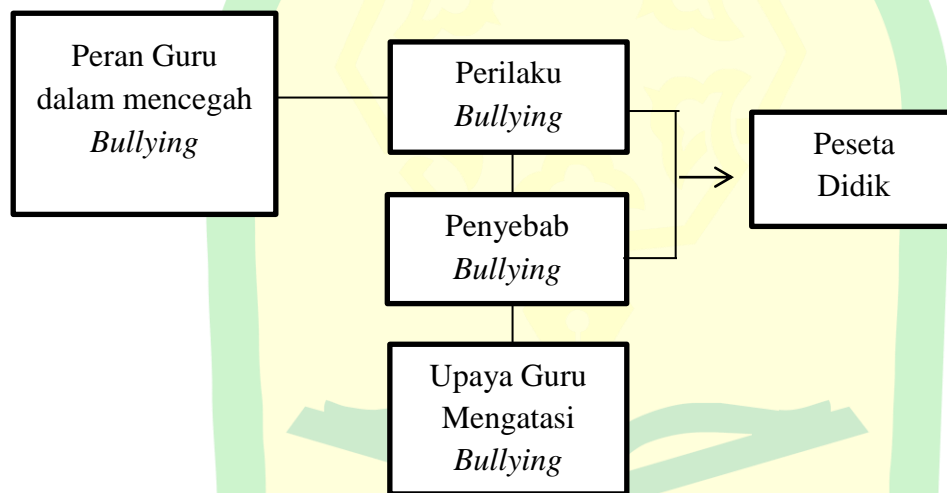 Peran Guru
dalam mencegah
Bullying
Perilaku
Bullying
Peseta
Didik
Penyebab
Bullying
Upaya Guru
Mengatasi
Bullying